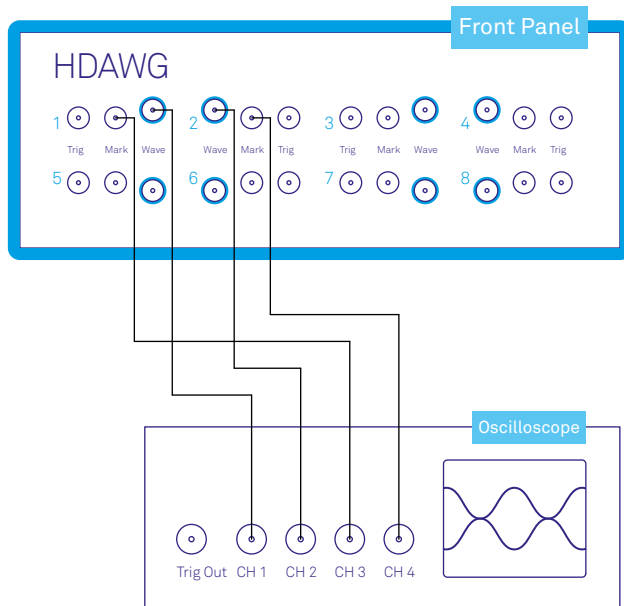 Front Panel
HDAWG
1 2 3 4
Trig Mark Wave Wave Mark Trig Trig Mark Wave Wave Mark Trig
5 6 7 8
Oscilloscope
Trig Out CH 1 CH 2 CH 3 CH 4